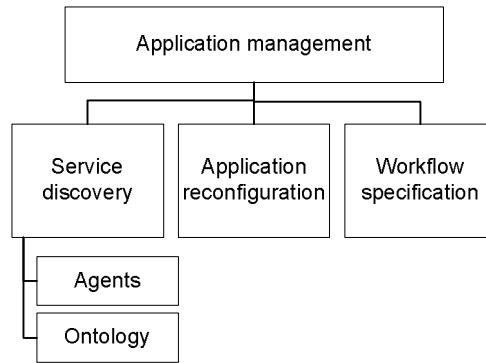 Application management
Service
discovery
Application
reconfiguration
Workflow
specification
Agents
Ontology